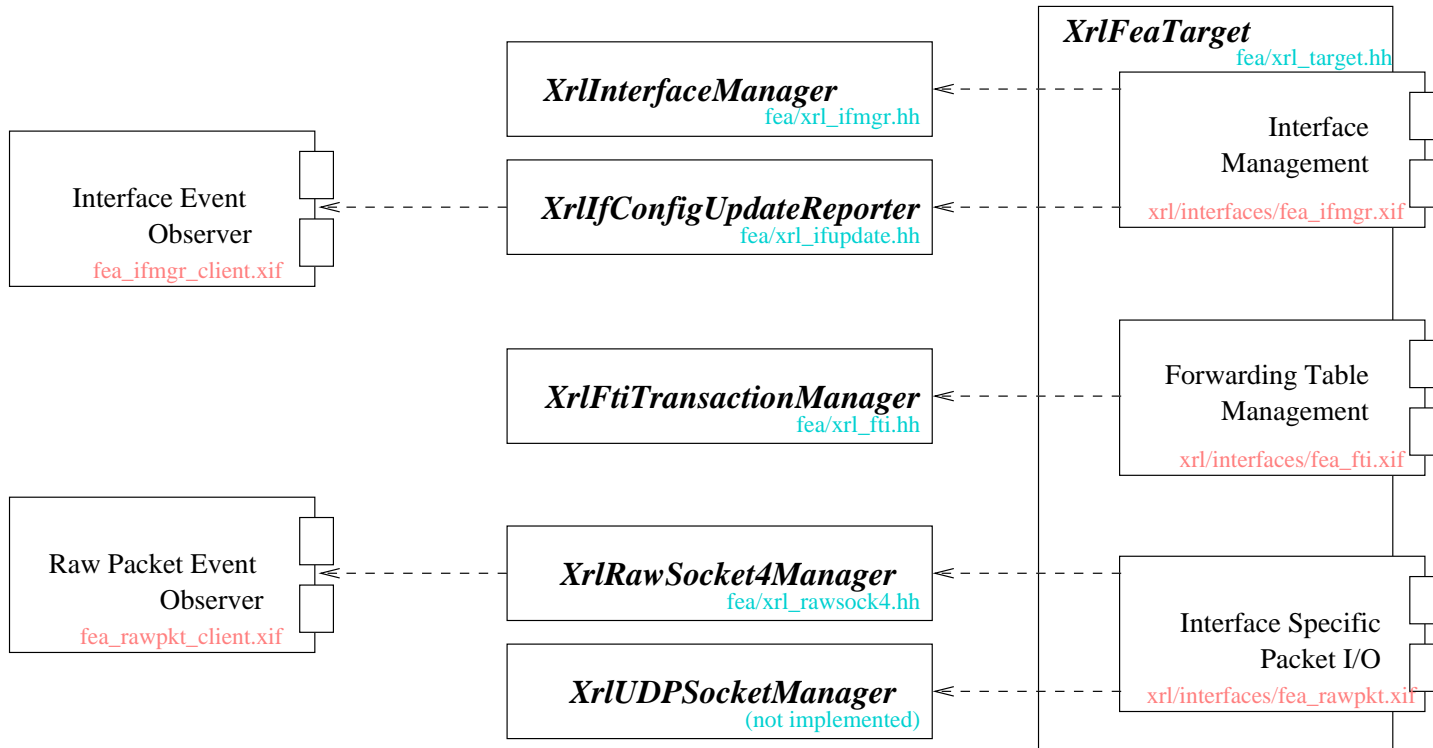 XrlFeaTarget
fea/xrl_target.hh
XrlInterfaceManager
fea/xrl_ifmgr.hh
Interface
Management
xrl/interfaces/fea_ifmgr.xif
Interface Event
Observer
fea_ifmgr_client.xif
XrlIfConfigUpdateReporter
fea/xrl_ifupdate.hh
XrlFtiTransactionManager
fea/xrl_fti.hh
Forwarding Table
Management
xrl/interfaces/fea_fti.xif
Raw Packet Event
Observer
fea_rawpkt_client.xif
XrlRawSocket4Manager
fea/xrl_rawsock4.hh
Interface Specific
Packet I/O
xrl/interfaces/fea_rawpkt.xif
XrlUDPSocketManager
(not implemented)